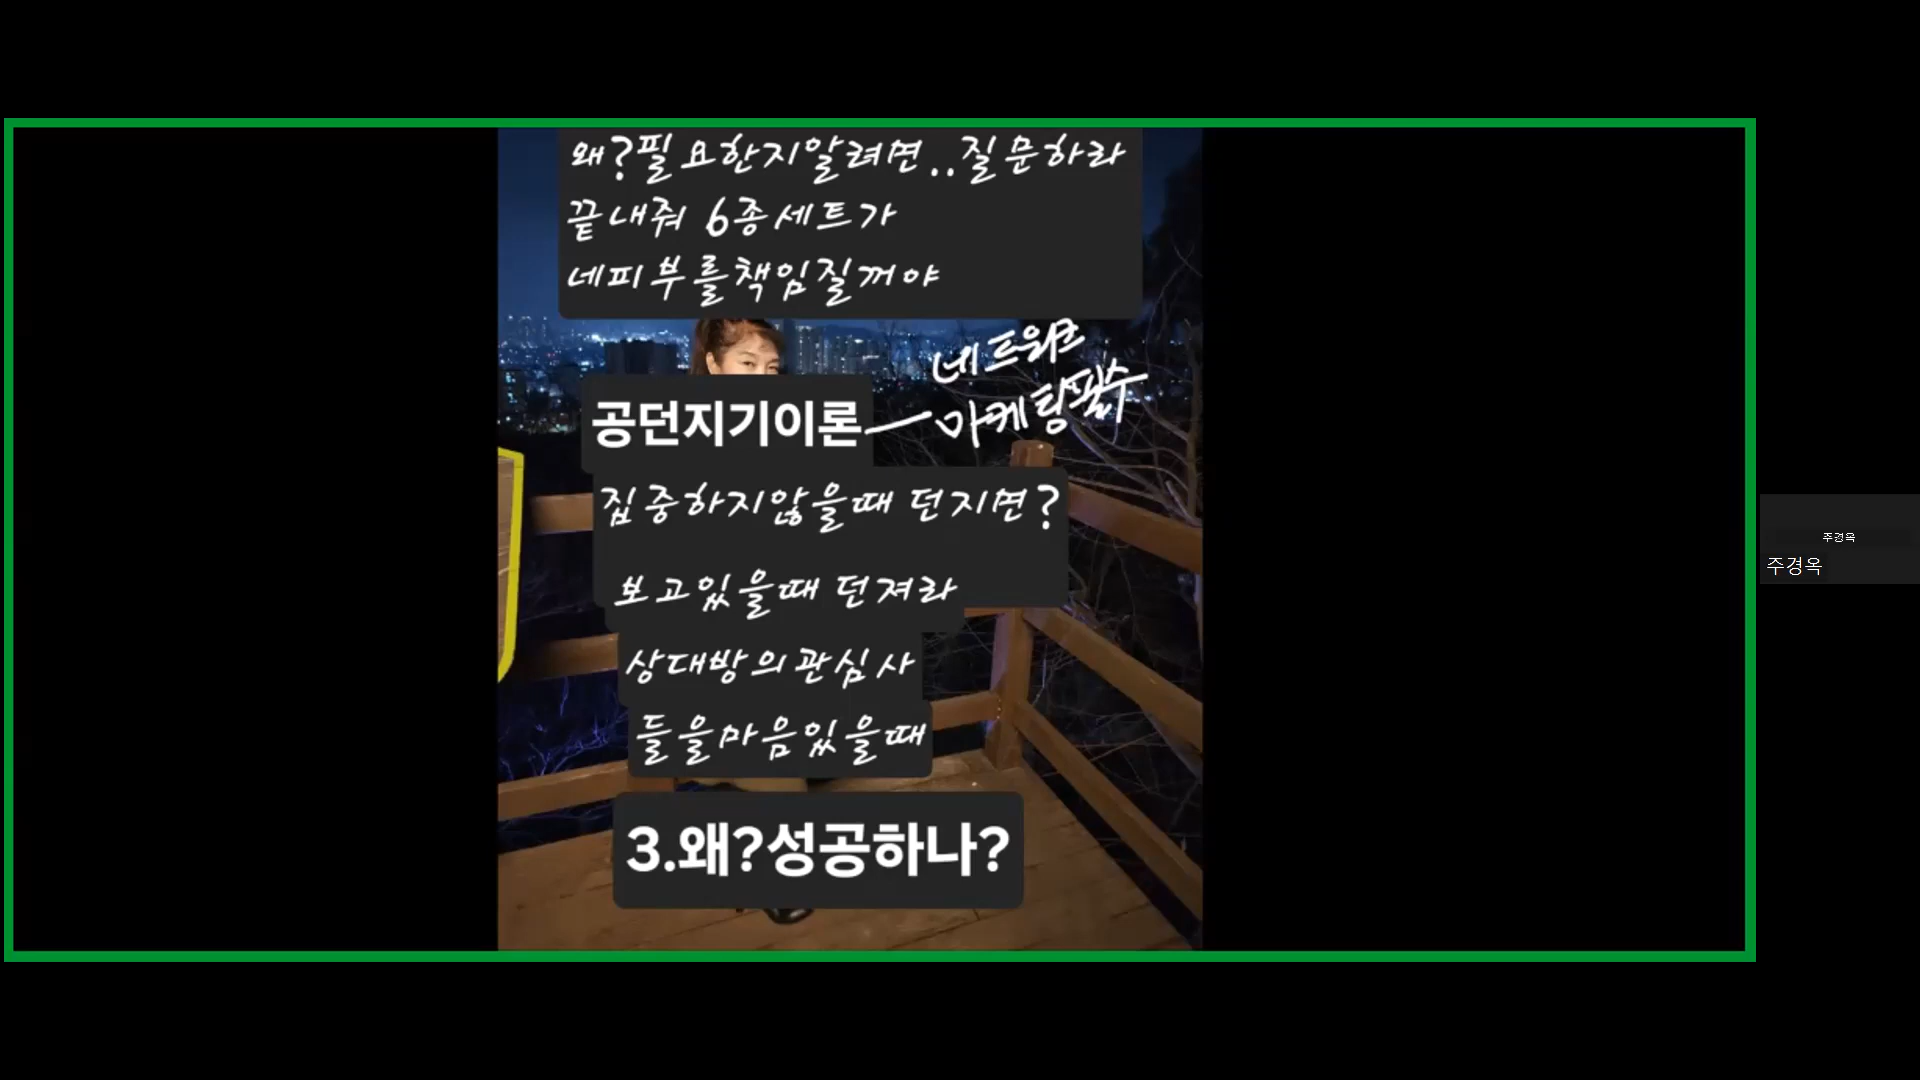 왜?필요한지알려면..질문하라
끝내줘 6종세트가
네피부를책임질꺼야
네트워크
마케팅필수
공던지기이론
집중하지않을때 던지면?
보고있을때 던져라
상대방의관심사
들을마음있을때
3.왜?성공하나?
주경옥
주경옥